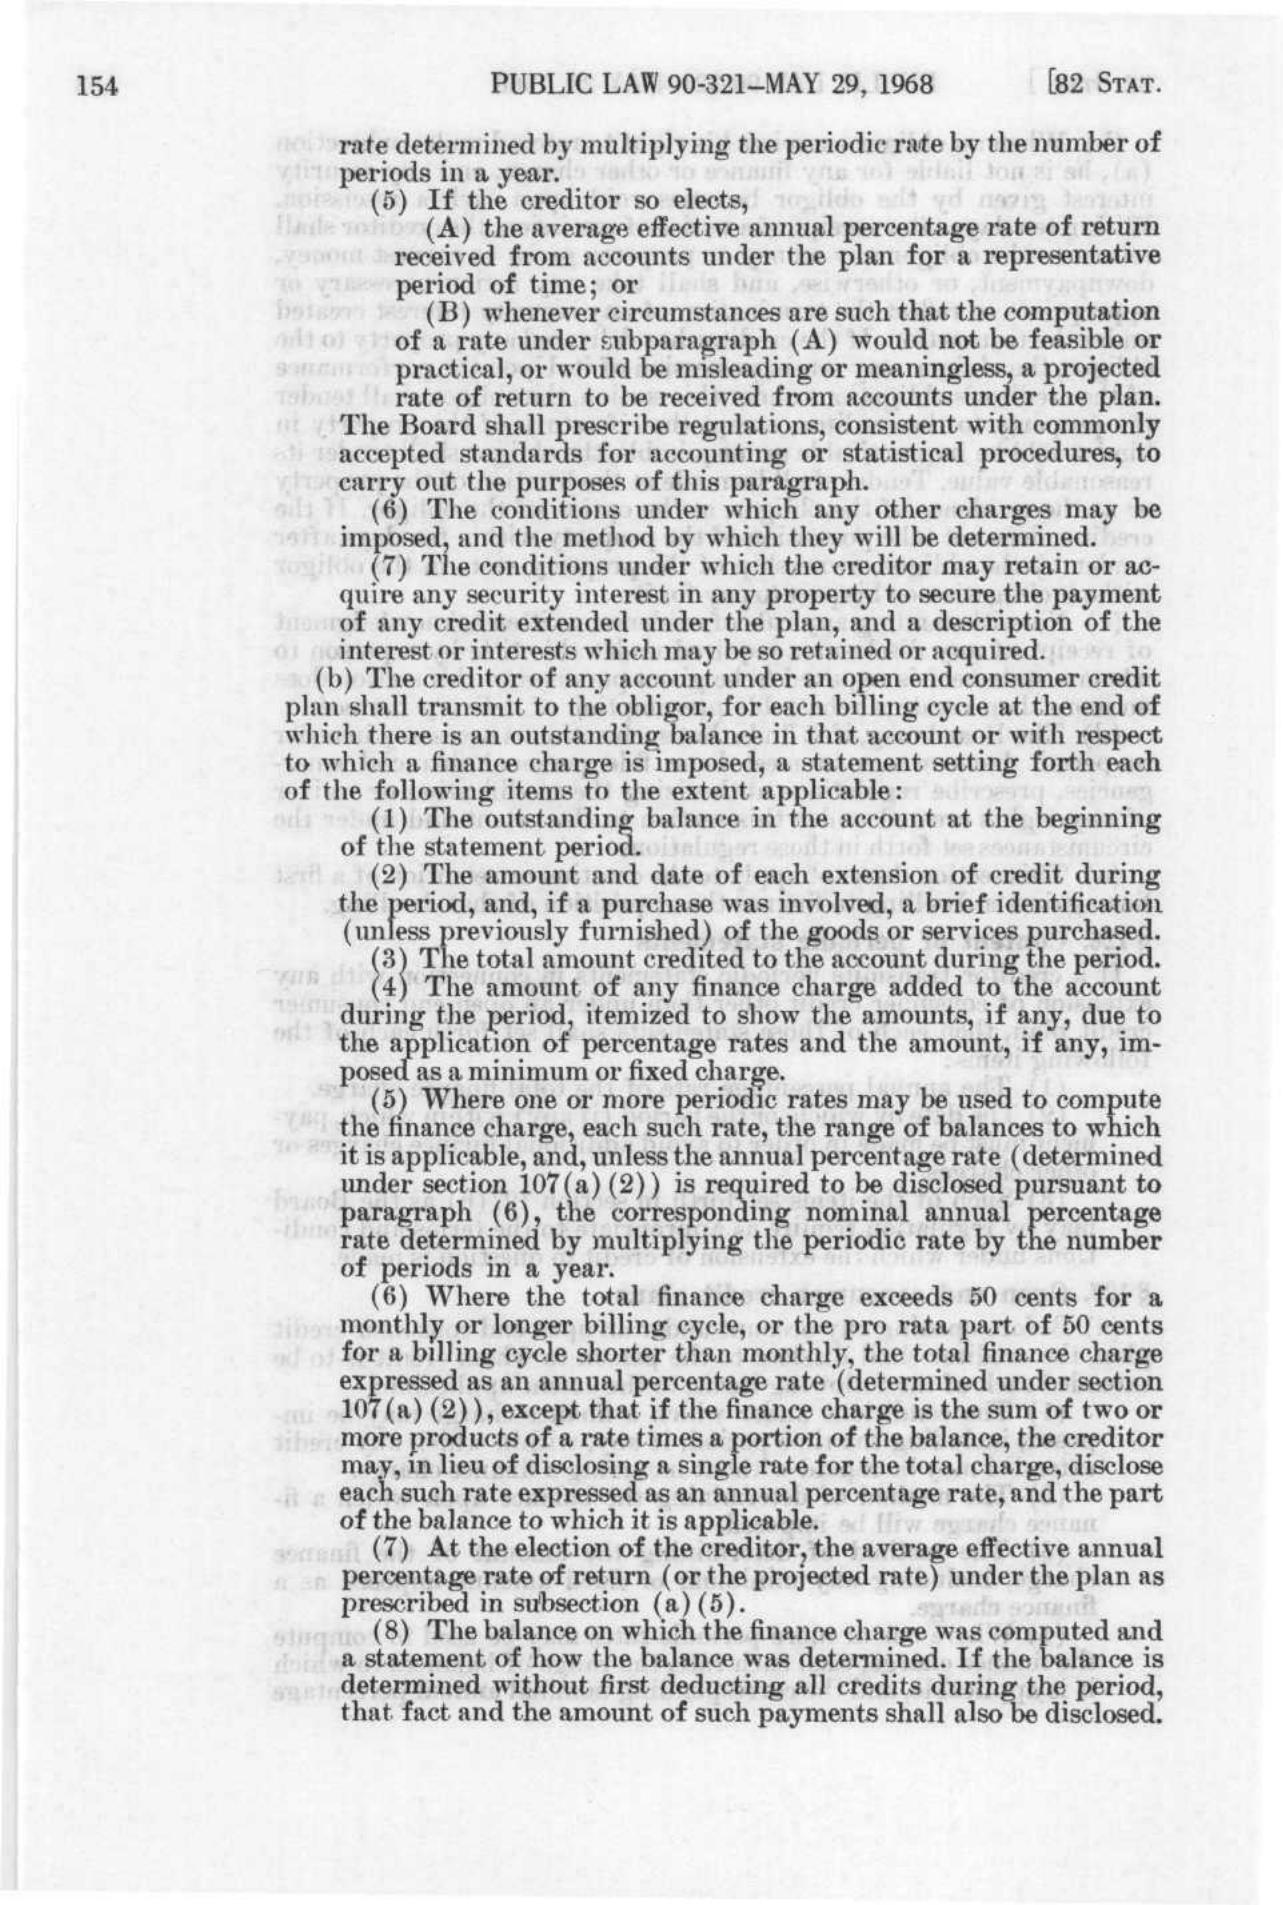 154
PUBLIC LAW 90-321–MAY 29, 1968
[82 STAT.
rate determined by multiplying the periodic rate by the number of
periods in a year.
(5) If the creditor so elects,
(A) the average effective annual percentage rate of return
received from accounts under the plan for a representative
period of time; or
(B) whenever circumstances are such that the computation
of a rate under subparagraph (A) would not be feasible or
practical, or would be misleading or meaningless, a projected
rate of return to be received from accounts under the plan.
The Board shall prescribe regulations, consistent with commonly
accepted standards for accounting or statistical procedures, to
carry out the purposes of this paragraph.
(6) The conditions under which any other charges may be
imposed, and the method by which they will be determined.
(7) The conditions under which the creditor may retain or ac-
quire any security interest in any property to secure the payment
of any credit extended under the plan, and a description of the
interest or interests which may be so retained or acquired.
(b) The creditor of any account under an open end consumer credit
plan shall transmit to the obligor, for each billing cycle at the end of
which there is an outstanding balance in that account or with respect
to which a finance charge is imposed, a statement setting forth each
of the following items to the extent applicable:
(1) The outstanding balance in the account at the beginning
of the statement period.
(2) The amount and date of each extension of credit during
the period, and, if a purchase was involved, a brief identification
(unless previously furnished) of the goods or services purchased.
(3) The total amount credited to the account during the period.
(4) The amount of any finance charge added to the account
during the period, itemized to show the amounts, if any, due to
the application of percentage rates and the amount, if any, im-
posed as a minimum or fixed charge.
(5) Where one or more periodic rates may be used to compute
the finance charge, each such rate, the range of balances to which
it is applicable, and, unless the annual percentage rate (determined
under section 107(a)(2)) is required to be disclosed pursuant to
paragraph (6), the corresponding nominal annual percentage
rate determined by multiplying the periodic rate by the number
of periods in a year.
(6) Where the total finance charge exceeds 50 cents for a
monthly or longer billing cycle, or the pro rata part of 50 cents
for a billing cycle shorter than monthly, the total finance charge
expressed as an annual percentage rate (determined under section
107(a)(2)), except that if the finance charge is the sum of two or
more products of a rate times a portion of the balance, the creditor
may, in lieu of disclosing a single rate for the total charge, disclose
each such rate expressed as an annual percentage rate, and the part
of the balance to which it is applicable.
(7) At the election of the creditor, the average effective annual
percentage rate of return (or the projected rate) under the plan as
prescribed in subsection (a)(5).
(8) The balance on which the finance charge was computed and
a statement of how the balance was determined. If the balance is
determined without first deducting all credits during the period,
that fact and the amount of such payments shall also be disclosed.